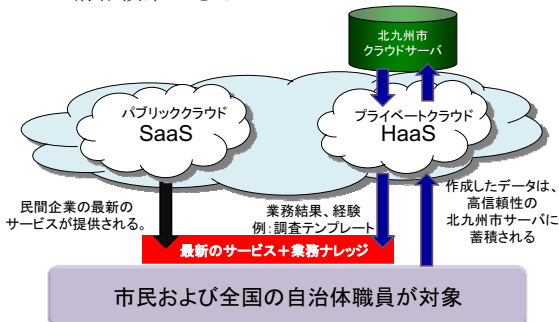 北九州市
クラウドサーバ
パブリッククラウド
SaaS
プライベートクラウド
HaaS
民間企業の最新の
サービスが提供される。
業務結果、経験
例:調査テンプレート
作成したデータは、
高信頼性の
北九州市サーバに
蓄積される
最新のサービス+業務ナレッジ
市民および全国の自治体職員が対象